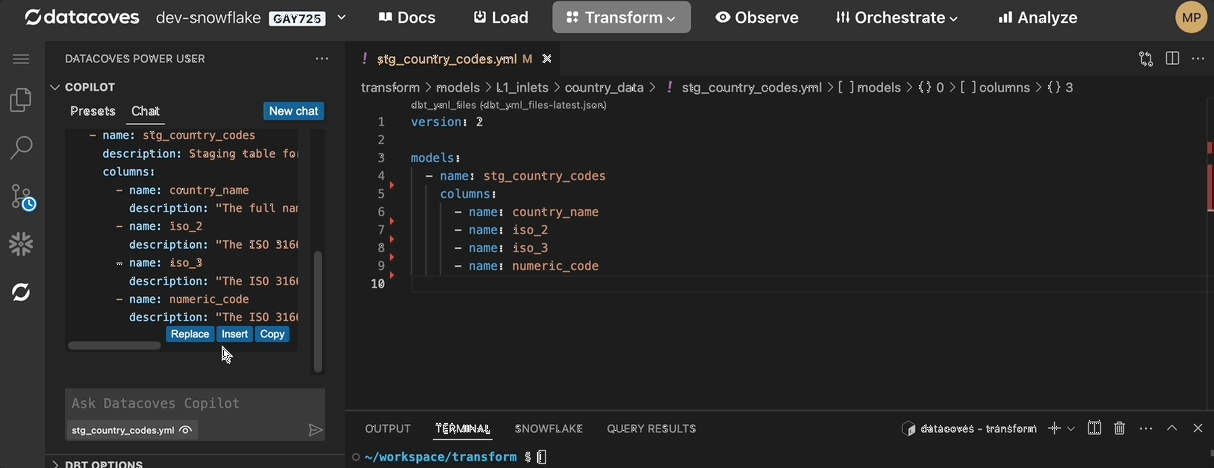 datacoves dev-snowflake GAY725 Docs Load Transform Observe Orchestrate Analyze MP
DATACOVES POWER USER
COPILOT
Presets Chat New chat
- name: stg_country_codes
description: Staging table for
columns:
- name: country_name
description: "The full nam
- name: iso_2
description: "The ISO 3166
- name: iso_3
description: "The ISO 3166
- name: numeric_code
description: "The ISO 3166
Replace Insert Copy
Ask Datacoves Copilot
stg_country_codes.yml
DBT OPTIONS
! stg_country_codes.yml M
transform > models > L1_inlets > country_data > ! stg_country_codes.yml > [ ] models > {} 0 > [ ] columns > {} 3
dbt_yml_files (dbt_yml_files-latest.json)
1 version: 2
2
3 models:
4 - name: stg_country_codes
5 columns:
6 - name: country_name
7 - name: iso_2
8 - name: iso_3
9 - name: numeric_code
10
OUTPUT TERMINAL SNOWFLAKE QUERY RESULTS datacoves - transform
~/workspace/transform $